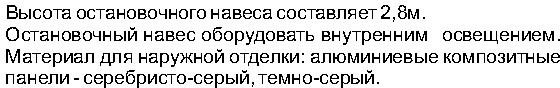 Высота остановочного навеса составляет 2,8м.
Остановочный навес оборудовать внутренним освещением.
Материал для наружной отделки: алюминиевые композитные
панели - серебристо-серый, темно-серый.